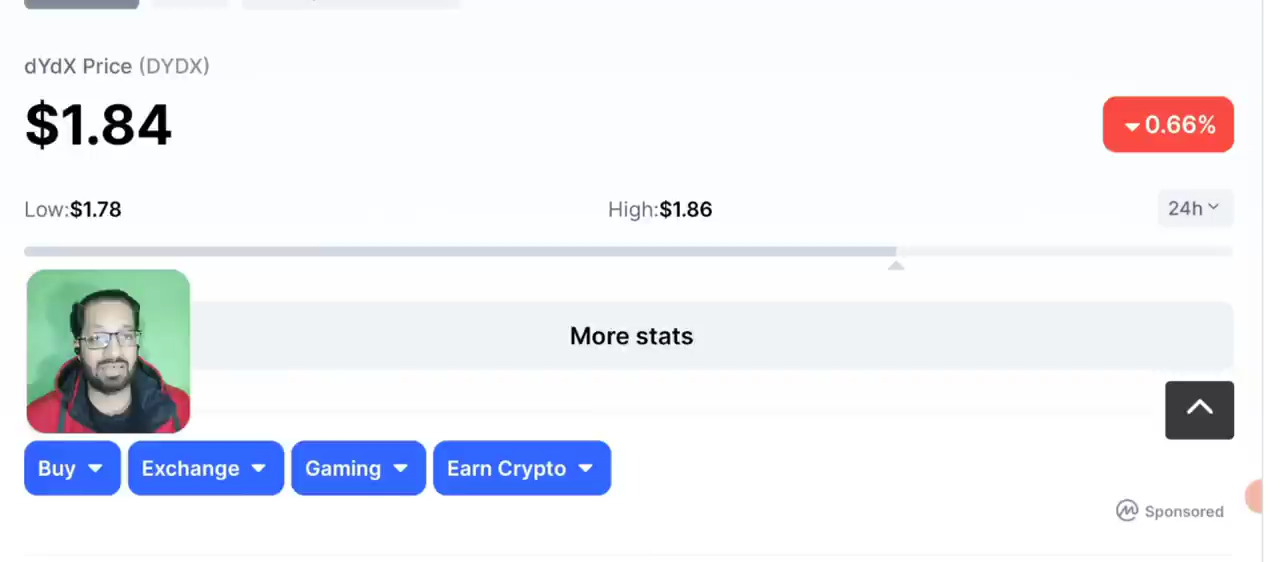 dYdX Price (DYDX)
$1.84
0.66%
Low:$1.78 High:$1.86 24h
More stats
Buy Exchange Gaming Earn Crypto
Sponsored